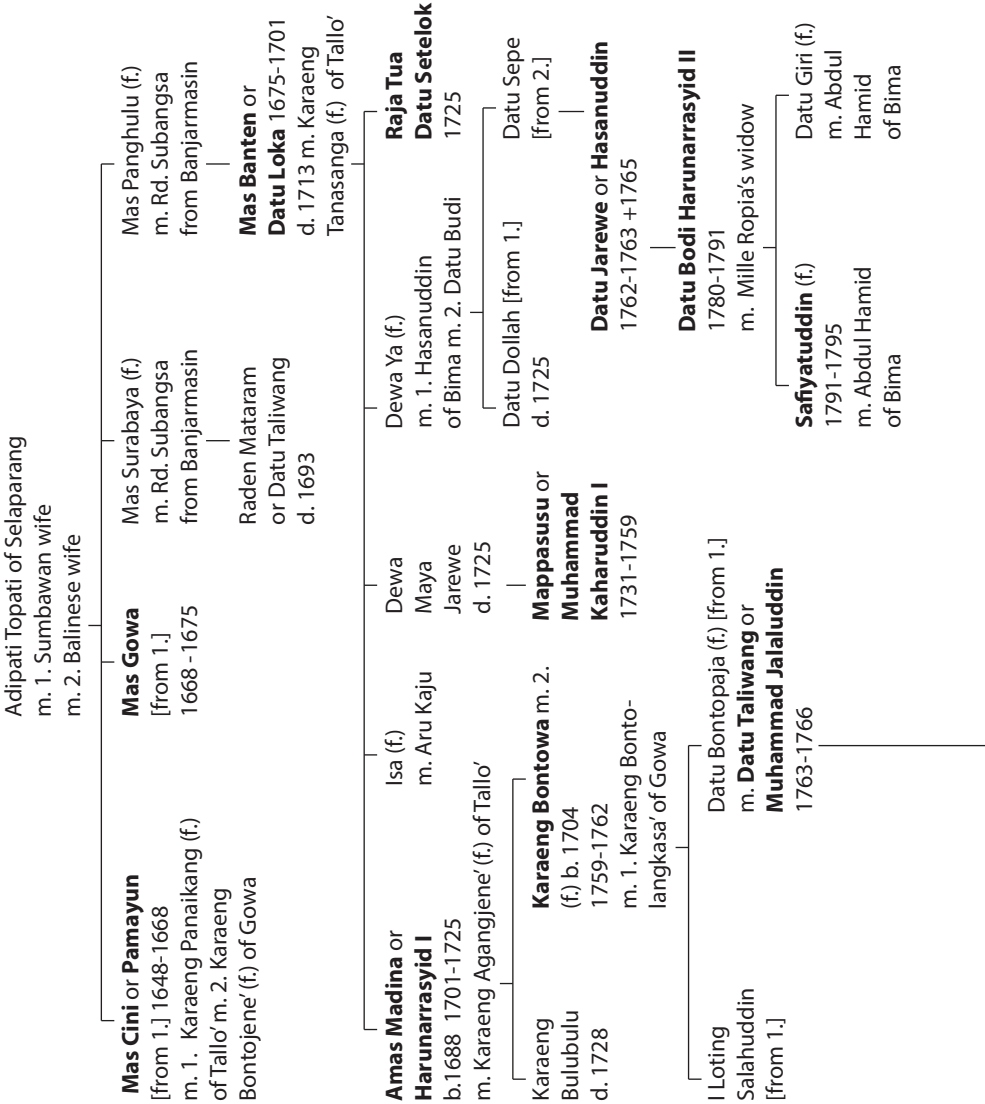 Adipati Topati of Selaparang
m. 1. Sumbawan wife
m. 2. Balinese wife
Mas Cini or Pamayun
[from 1.] 1648-1668
m. 1. Karaeng Panaikang (f.)
of Tallo’ m. 2. Karaeng
Bontojene’ (f.) of Gowa
Mas Gowa
[from 1.]
1668 -1675
Mas Surabaya (f.)
m. Rd. Subangsa
from Banjarmasin
Mas Panghulu (f.)
m. Rd. Subangsa
from Banjarmasin
Raden Mataram
or Datu Taliwang
d. 1693
Mas Banten or
Datu Loka 1675-1701
d. 1713 m. Karaeng
Tanasanga (f.) of Tallo’
Amas Madina or
Harunarrasyid I
b.1688 1701-1725
m. Karaeng Agangjene’ (f.) of Tallo’
Isa (f.)
m. Aru Kaju
Dewa
Maya
Jarewe
d. 1725
Dewa Ya (f.)
m. 1. Hasanuddin
of Bima m. 2. Datu Budi
Raja Tua
Datu Setelok
1725
Karaeng
Bulubulu
d. 1728
Karaeng Bontowa m. 2.
(f.) b. 1704
1759-1762
m. 1. Karaeng Bonto-
langkasa’ of Gowa
Mappasusu or
Muhammad
Kaharuddin I
1731-1759
Datu Dollah [from 1.]
d. 1725
Datu Sepe
[from 2.]
Datu Jarewe or Hasanuddin
1762-1763 +1765
I Loting
Salahuddin
[from 1.]
Datu Bontopaja (f.) [from 1.]
m. Datu Taliwang or
Muhammad Jalaluddin
1763-1766
Datu Bodi Harunarrasyid II
1780-1791
m. Mille Ropia’s widow
Safiyatuddin (f.)
1791-1795
m. Abdul Hamid
of Bima
Datu Giri (f.)
m. Abdul
Hamid
of Bima